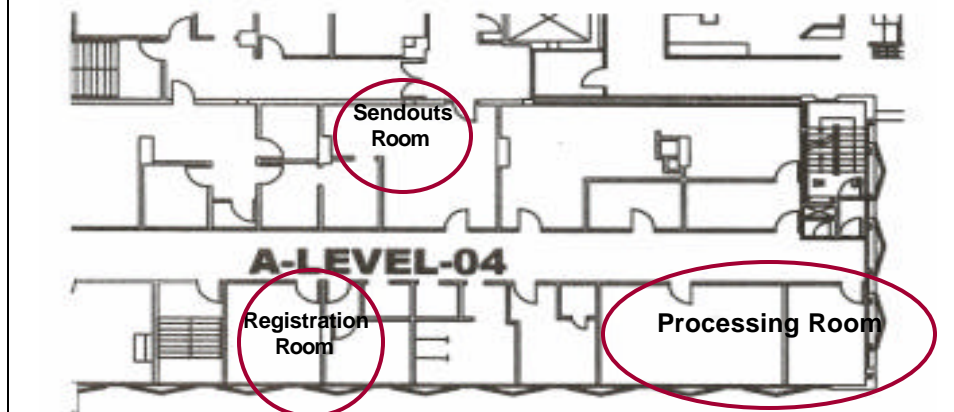 Sendouts
Room
A-LEVEL-04
Registration
Room
Processing Room